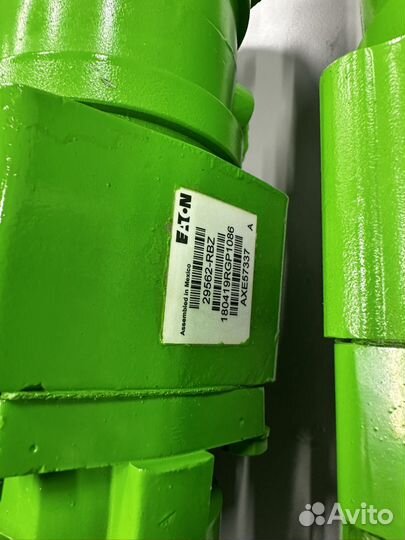 EATON
A
Assembled in Mexico
29562-RBZ
180419RGP1086
AXE57337
Avito